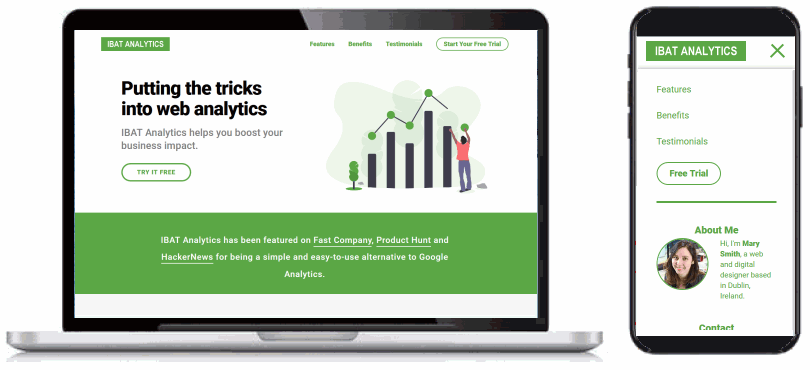 IBAT ANALYTICS
Features
Benefits
Testimonials
Start Your Free Trial
Putting the tricks
into web analytics
IBAT Analytics helps you boost your
business impact.
TRY IT FREE
IBAT Analytics has been featured on Fast Company, Product Hunt and
HackerNews for being a simple and easy-to-use alternative to Google
Analytics.
IBAT ANALYTICS
Features
Benefits
Testimonials
Free Trial
About Me
Hi, I'm Mary
Smith, a web
and digital
designer based
in Dublin,
Ireland.
Contact